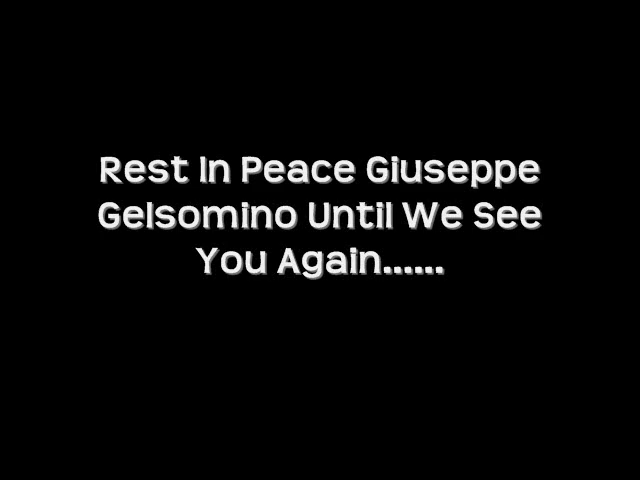 Rest In Peace Giuseppe
Gelsomino Until We See
You Again......